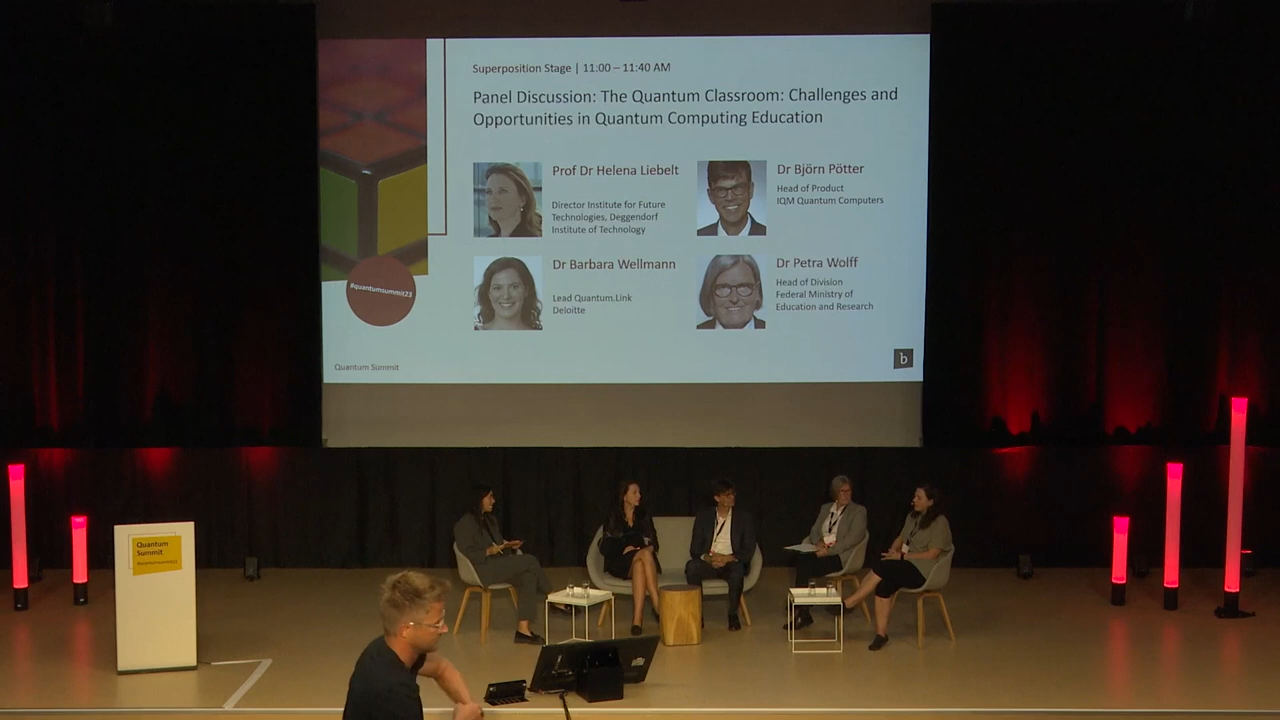 Superposition Stage | 11:00 – 11:40 AM
Panel Discussion: The Quantum Classroom: Challenges and
Opportunities in Quantum Computing Education
Prof Dr Helena Liebelt
Director Institute for Future
Technologies, Deggendorf
Institute of Technology
Dr Björn Pötter
Head of Product
IQM Quantum Computers
Dr Barbara Wellmann
Lead Quantum.Link
Deloitte
Dr Petra Wolff
Head of Division
Federal Ministry of
Education and Research
#quantumsummit23
Quantum Summit
b
Quantum
Summit
#quantumsummit23